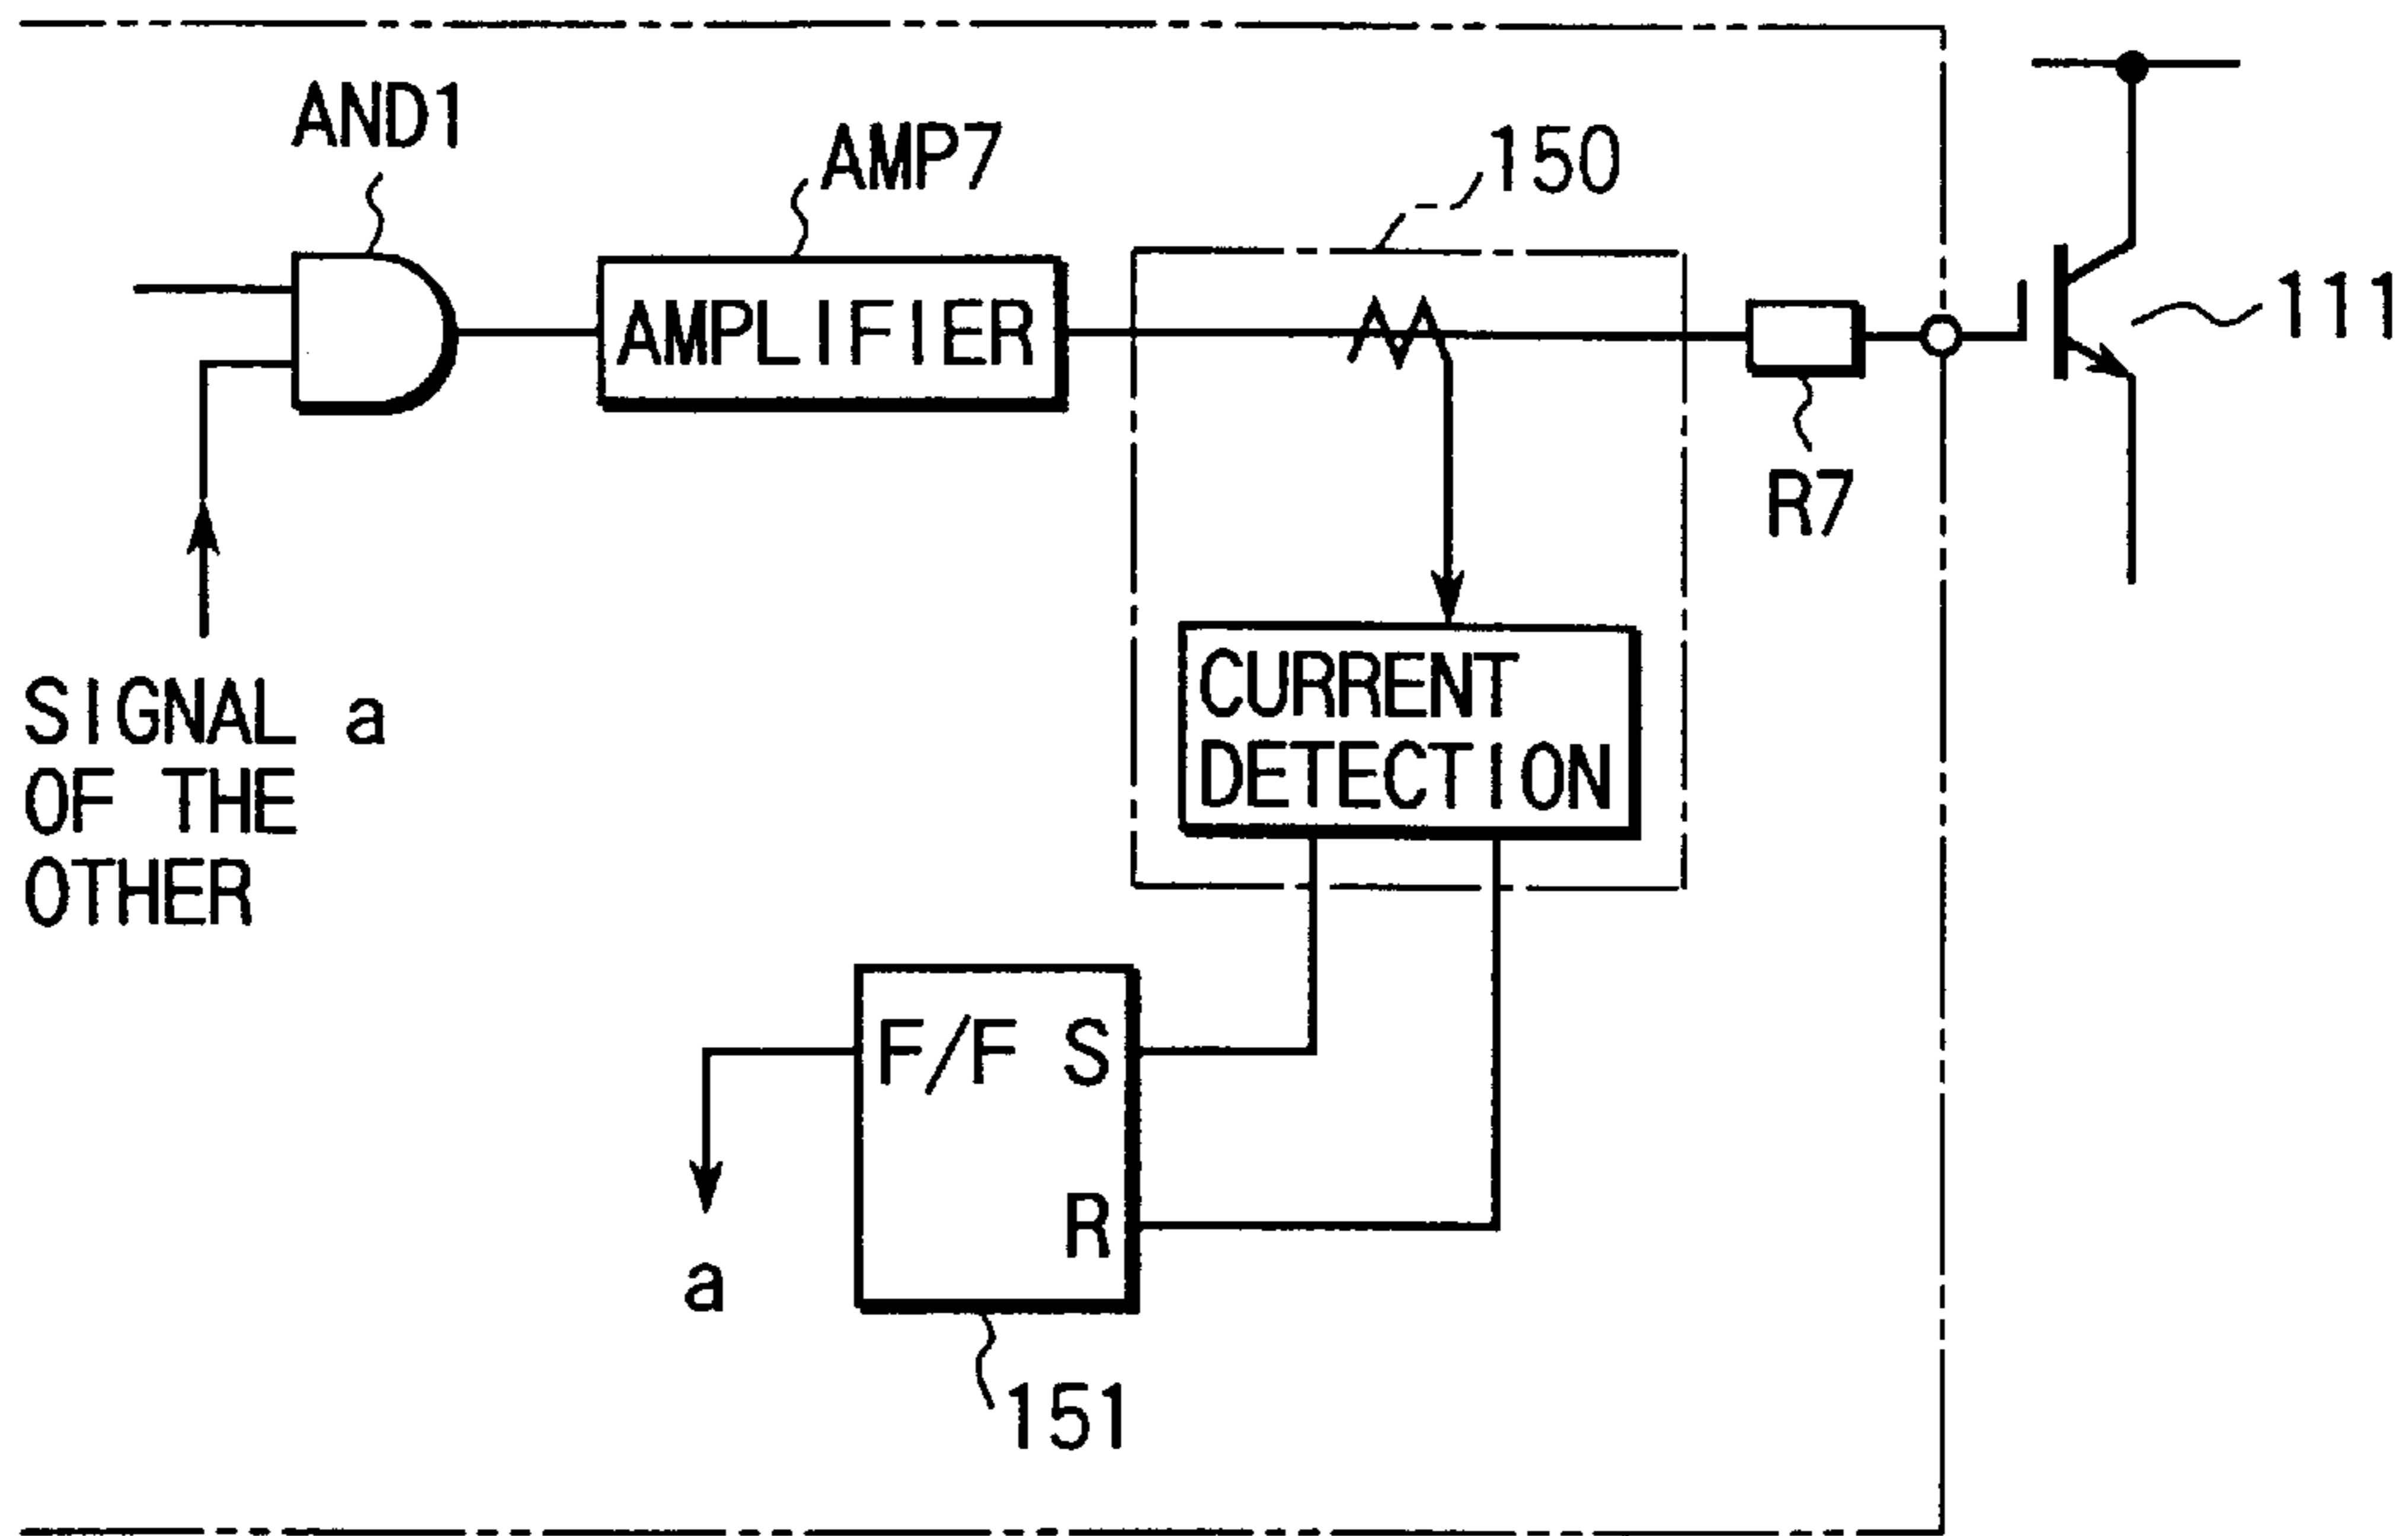 AND1
AMP7
150
AMPLIFIER
111
R7
SIGNAL a
OF THE
OTHER
CURRENT
DETECTION
F/F S
R
a
151